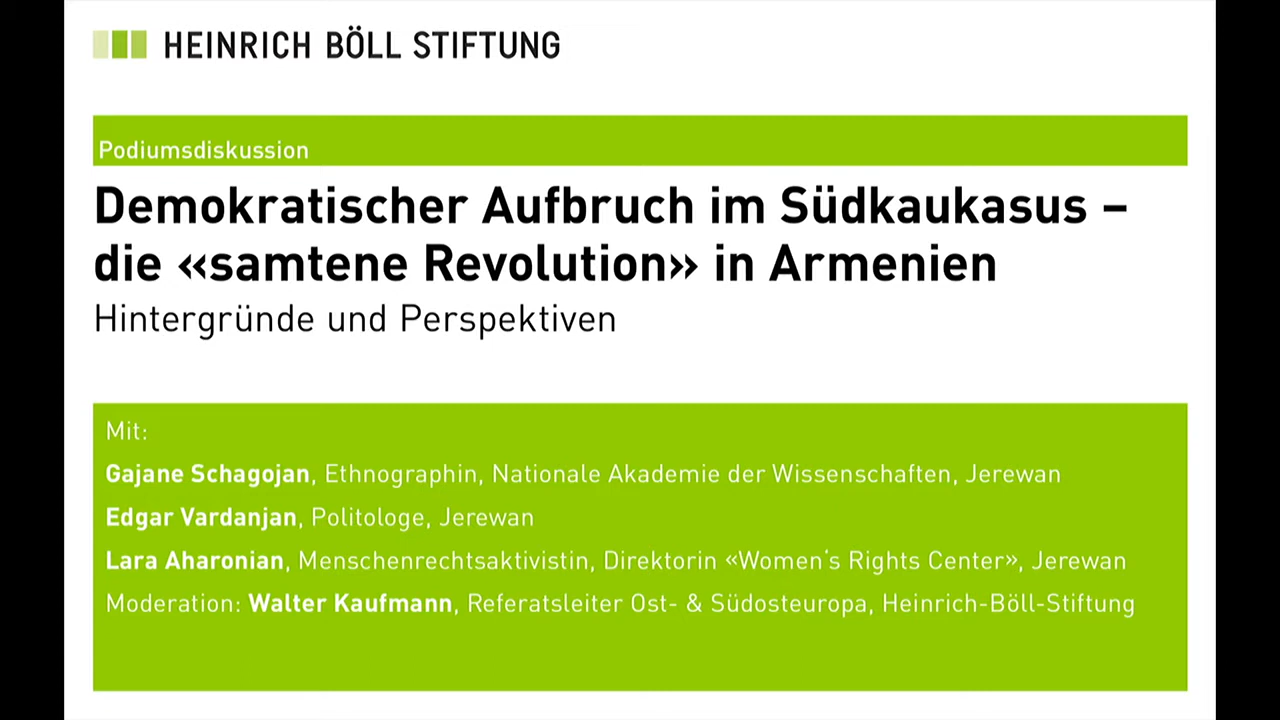 HEINRICH BÖLL STIFTUNG
Podiumsdiskussion
Demokratischer Aufbruch im Südkaukasus –
die «samtene Revolution» in Armenien
Hintergründe und Perspektiven
Mit:
Gajane Schagojan, Ethnographin, Nationale Akademie der Wissenschaften, Jerewan
Edgar Vardanjan, Politologe, Jerewan
Lara Aharonian, Menschenrechtsaktivistin, Direktorin «Women's Rights Center», Jerewan
Moderation: Walter Kaufmann, Referatsleiter Ost- & Südosteuropa, Heinrich-Böll-Stiftung